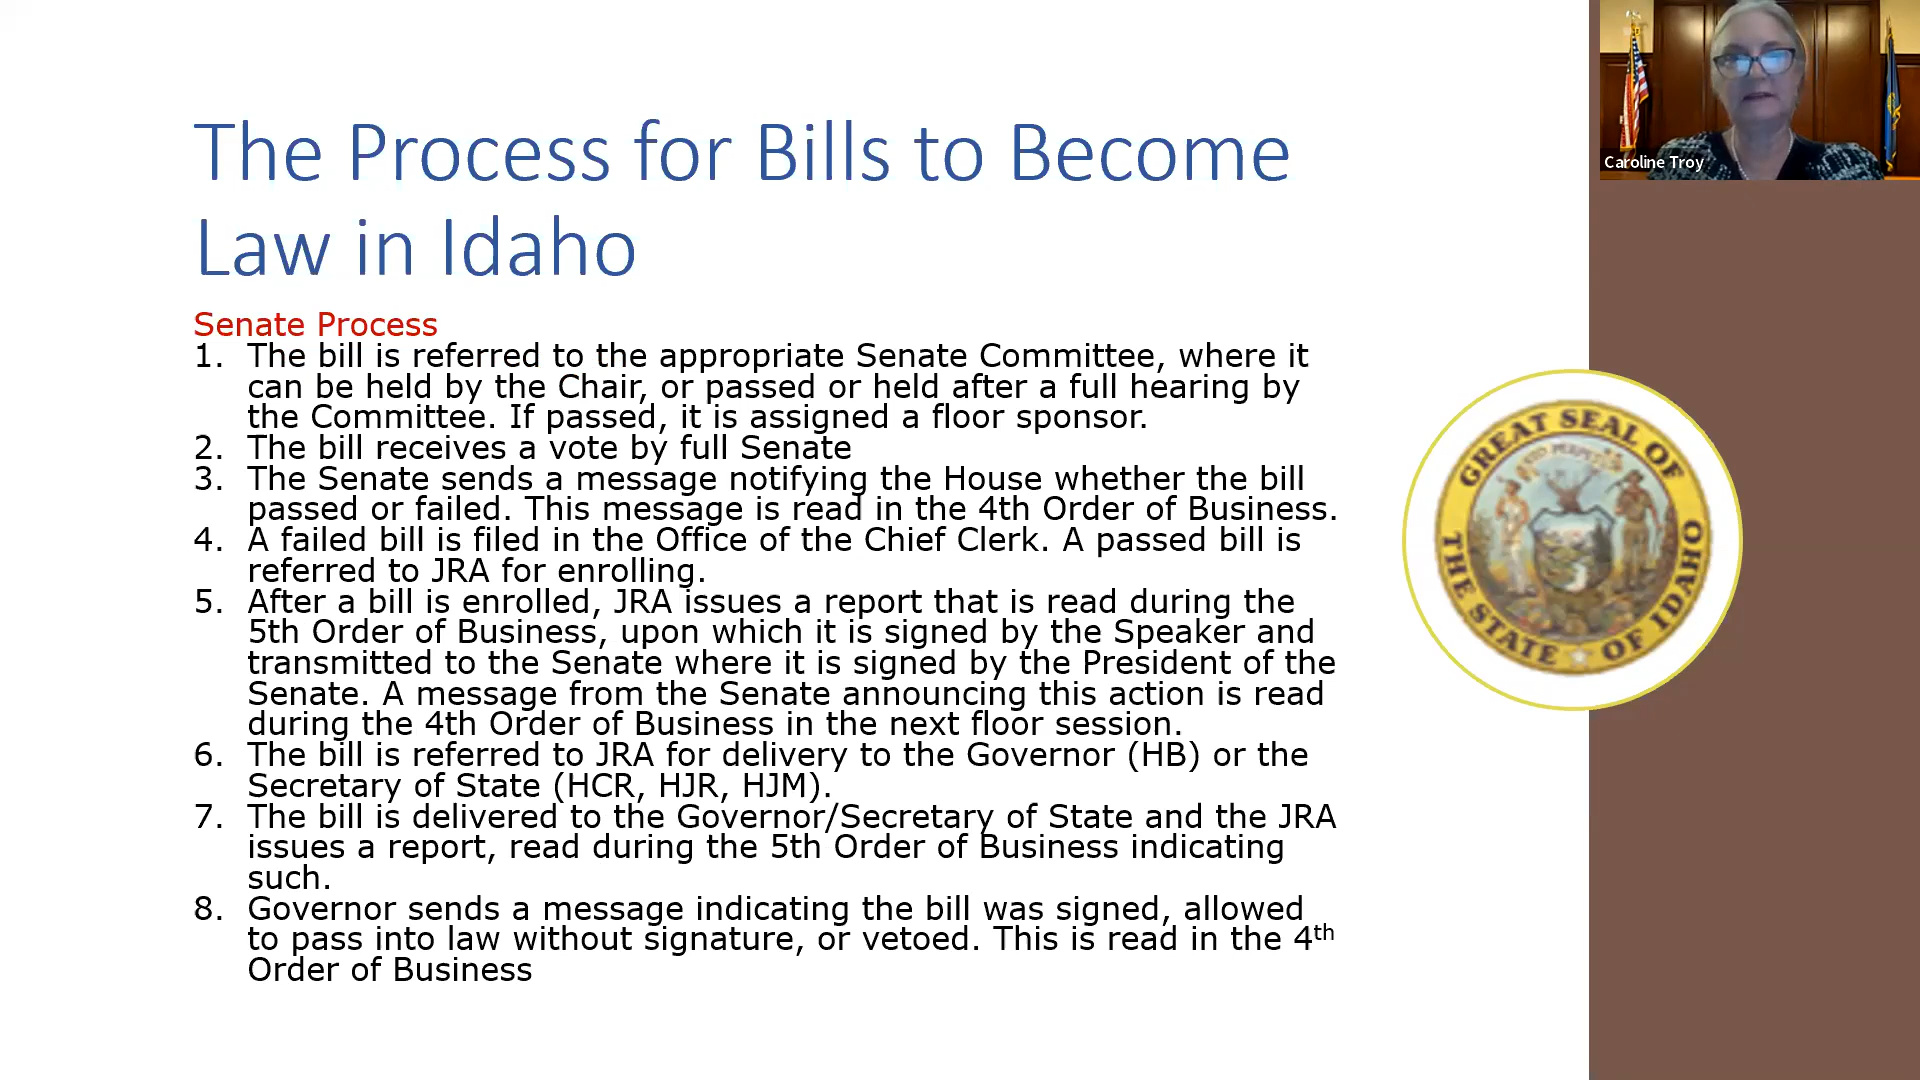 The Process for Bills to Become
Law in Idaho
Senate Process
1. The bill is referred to the appropriate Senate Committee, where it
can be held by the Chair, or passed or held after a full hearing by
the Committee. If passed, it is assigned a floor sponsor.
2. The bill receives a vote by full Senate
3. The Senate sends a message notifying the House whether the bill
passed or failed. This message is read in the 4th Order of Business.
4. A failed bill is filed in the Office of the Chief Clerk. A passed bill is
referred to JRA for enrolling.
5. After a bill is enrolled, JRA issues a report that is read during the
5th Order of Business, upon which it is signed by the Speaker and
transmitted to the Senate where it is signed by the President of the
Senate. A message from the Senate announcing this action is read
during the 4th Order of Business in the next floor session.
6. The bill is referred to JRA for delivery to the Governor (HB) or the
Secretary of State (HCR, HJR, HJM).
7. The bill is delivered to the Governor/Secretary of State and the JRA
issues a report, read during the 5th Order of Business indicating
such.
8. Governor sends a message indicating the bill was signed, allowed
to pass into law without signature, or vetoed. This is read in the 4th
Order of Business
Caroline Troy
GREAT SEAL OF
THE STATE OF IDAHO